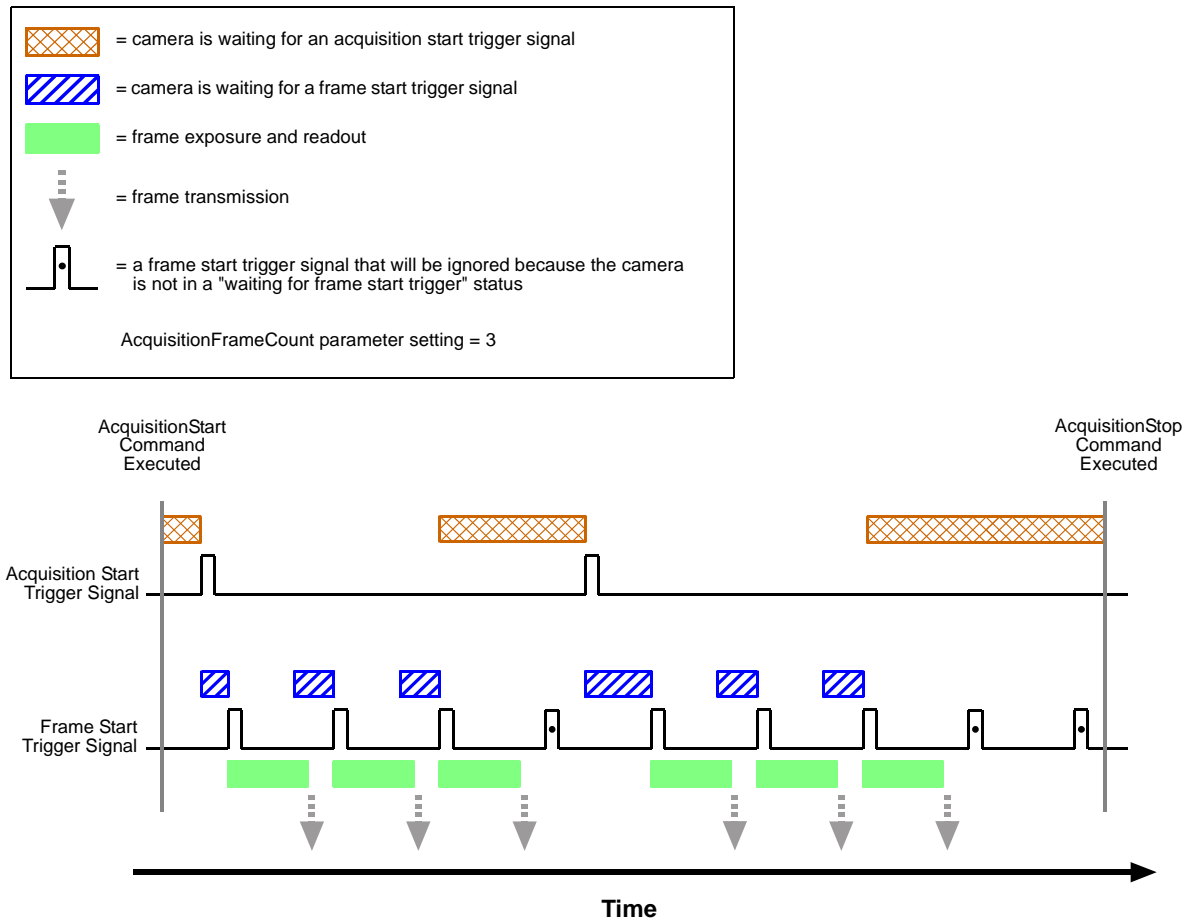 = camera is waiting for an acquisition start trigger signal
= camera is waiting for a frame start trigger signal
= frame exposure and readout
= frame transmission
= a frame start trigger signal that will be ignored because the camera
is not in a "waiting for frame start trigger" status
AcquisitionFrameCount parameter setting = 3
AcquisitionStart
Command
Executed
AcquisitionStop
Command
Executed
Acquisition Start
Trigger Signal
Frame Start
Trigger Signal
Time